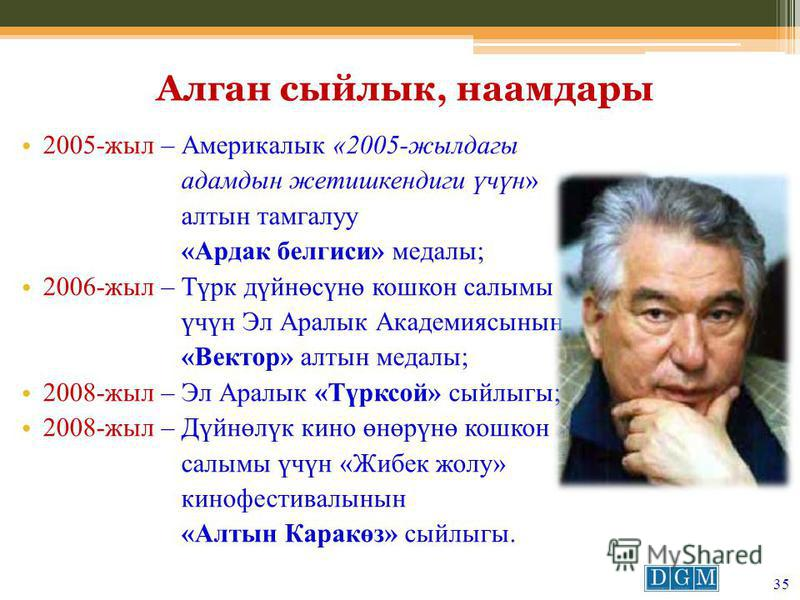 Алган сыйлык, наамдары
• 2005-жыл – Америкалык «2005-жылдагы
адамдын жетишкендиги үчүн»
алтын тамгалуу
«Ардак белгиси» медалы;
• 2006-жыл – Түрк дүйнөсүнө кошкон салымы
үчүн Эл Аралык Академиясынын
«Вектор» алтын медалы;
• 2008-жыл – Эл Аралык «Түрксой» сыйлыгы;
• 2008-жыл – Дүйнөлүк кино өнөрүнө кошкон
салымы үчүн «Жибек жолу»
кинофестивалынын
«Алтын Каракөз» сыйлыгы.
MyShared
DGM
35